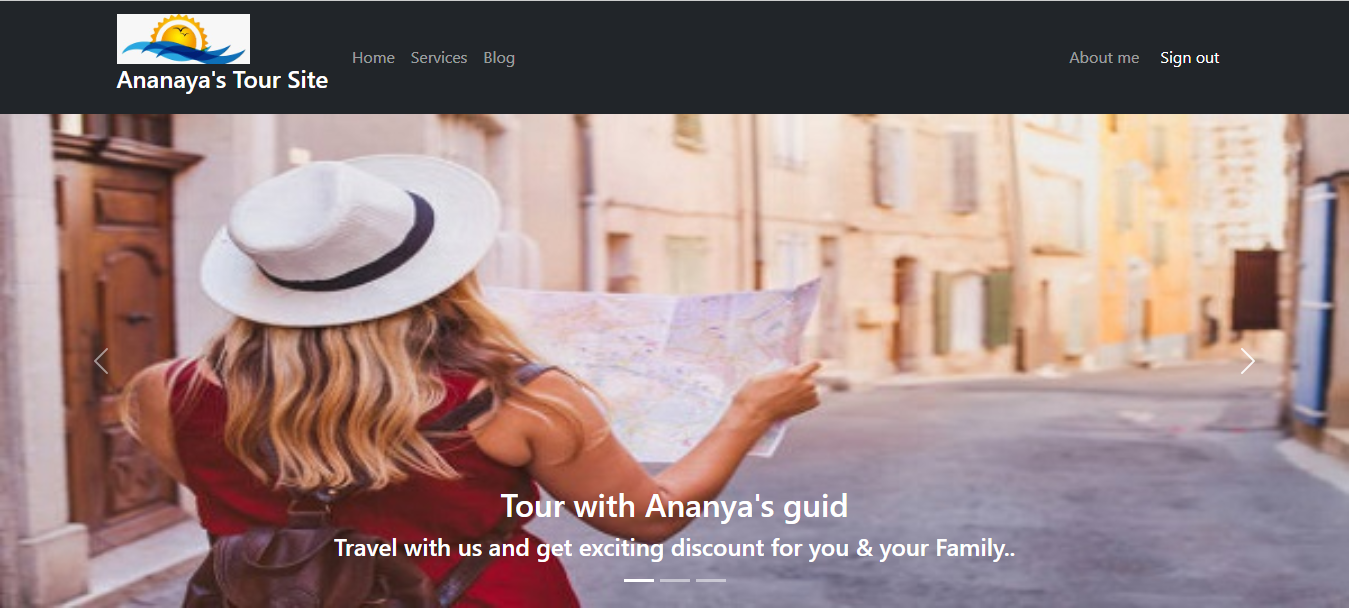 Ananaya's Tour Site
Home Services Blog
About me Sign out
Tour with Ananya's guid
Travel with us and get exciting discount for you & your Family..